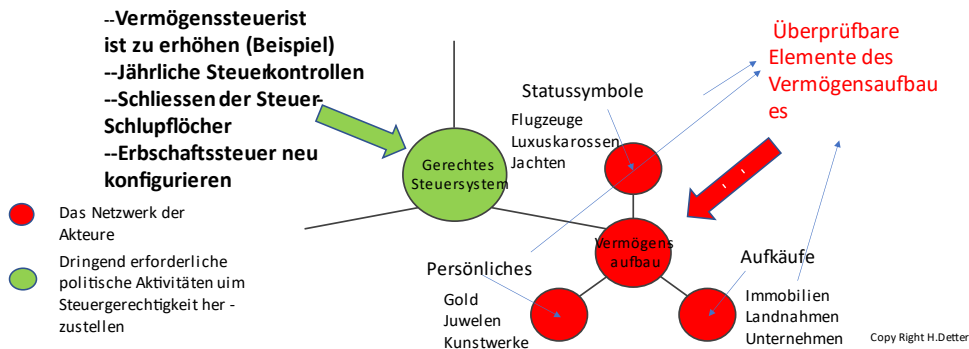 --Vermögenssteuerist
ist zu erhöhen (Beispiel)
--Jährliche Steuerkontrollen
--Schliessen der Steuer-
Schlupflöcher
--Erbschaftssteuer neu
konfigurieren
Das Netzwerk der
Akteure
Dringend erforderliche
politische Aktivitäten uim
Steuergerechtigkeit her -
zustellen
Gerechtes
Steuersystem
Statussymbole
Flugzeuge
Luxuskarossen
Jachten
Überprüfbare
Elemente des
Vermögensaufbau
es
Vermögens
aufbau
Persönliches
Gold
Juwelen
Kunstwerke
Aufkäufe
Immobilien
Landnahmen
Unternehmen
Copy Right H.Detter